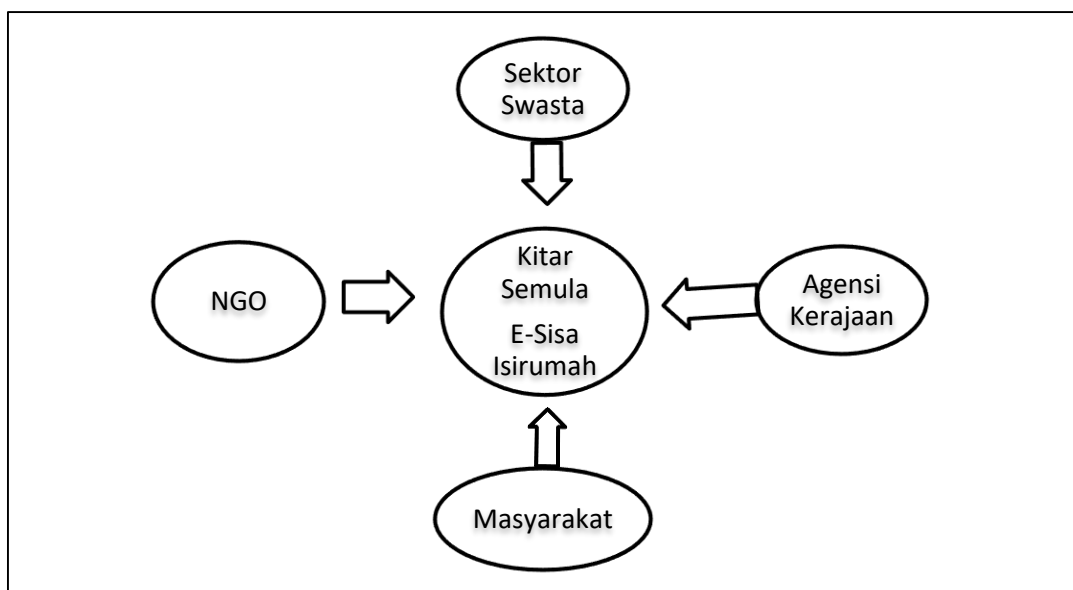 Sektor
Swasta
NGO
Kitar
Semula
E-Sisa
Isirumah
Agensi
Kerajaan
Masyarakat